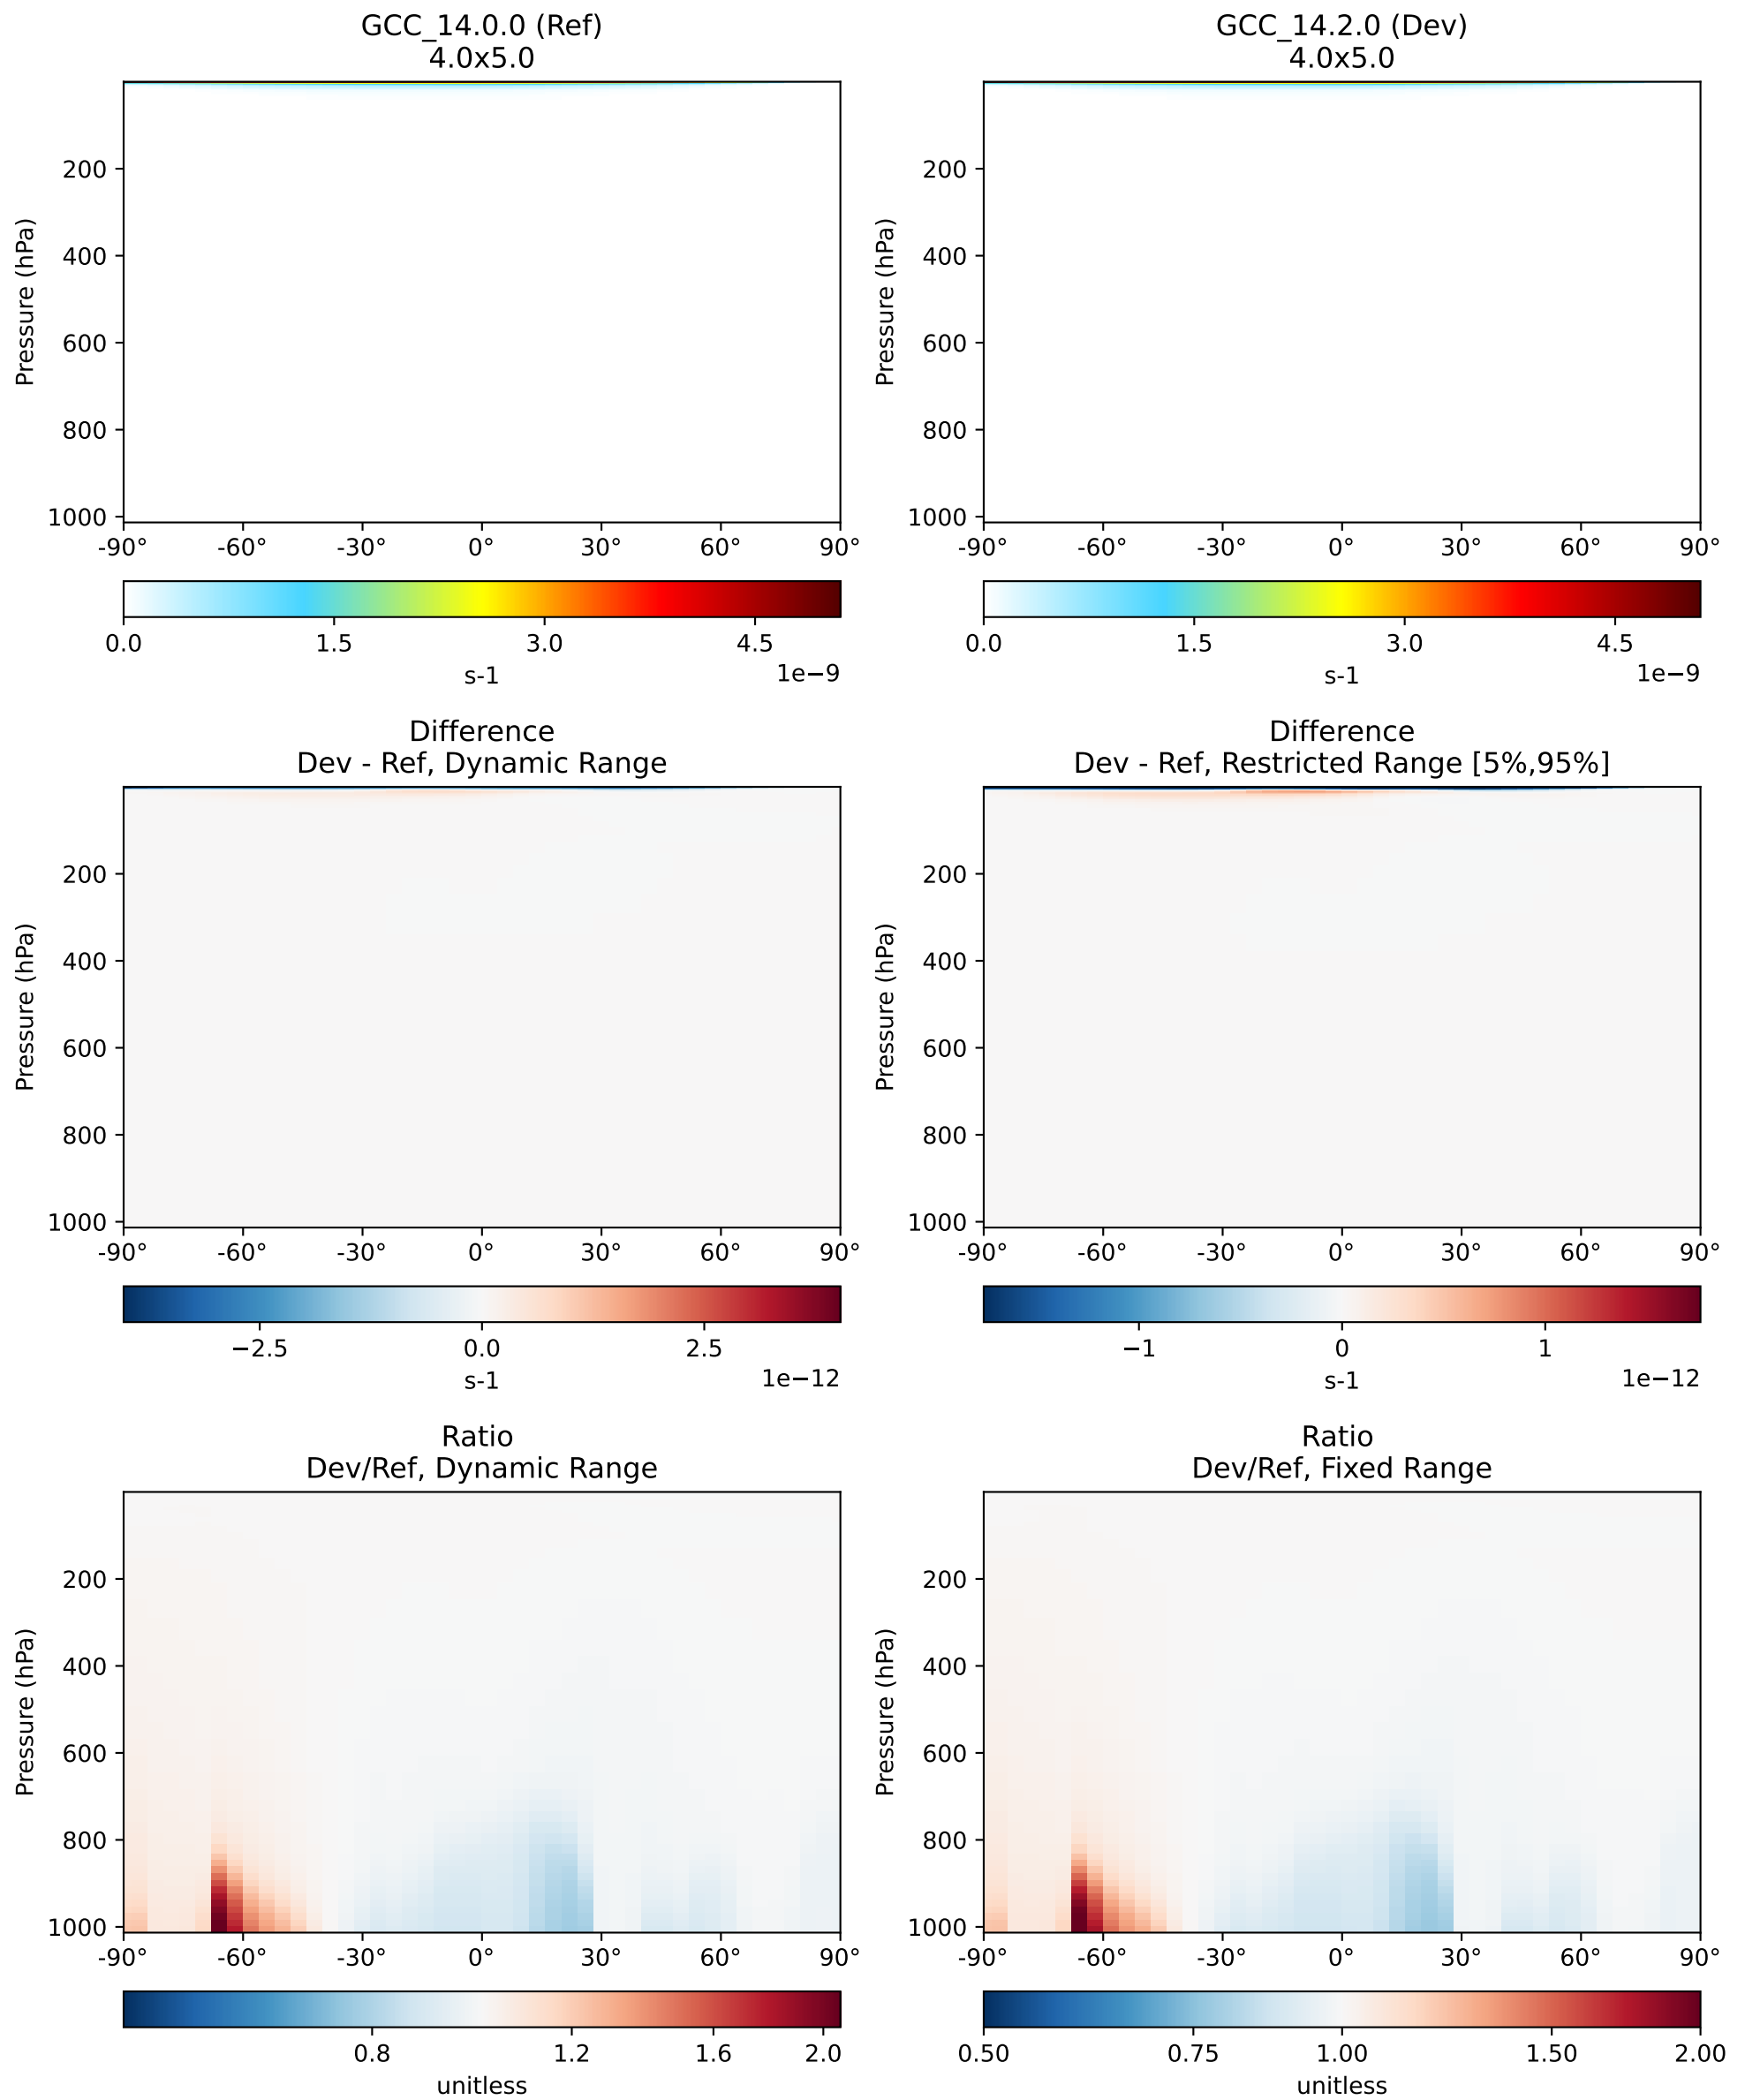 GCC_14.0.0 (Ref)
4.0x5.0
Pressure (hPa)
200
400
600
800
1000
-90° -60° -30° 0° 30° 60° 90°
0.0 1.5 3.0 4.5
s-1
1e−9
GCC_14.2.0 (Dev)
4.0x5.0
Pressure (hPa)
200
400
600
800
1000
-90° -60° -30° 0° 30° 60° 90°
0.0 1.5 3.0 4.5
s-1
1e−9
Difference
Dev - Ref, Dynamic Range
Pressure (hPa)
200
400
600
800
1000
-90° -60° -30° 0° 30° 60° 90°
−2.5 0.0 2.5
s-1
1e−12
Difference
Dev - Ref, Restricted Range [5%,95%]
Pressure (hPa)
200
400
600
800
1000
-90° -60° -30° 0° 30° 60° 90°
−1 0 1
s-1
1e−12
Ratio
Dev/Ref, Dynamic Range
Pressure (hPa)
200
400
600
800
1000
-90° -60° -30° 0° 30° 60° 90°
0.8 1.2 1.6 2.0
unitless
Ratio
Dev/Ref, Fixed Range
Pressure (hPa)
200
400
600
800
1000
-90° -60° -30° 0° 30° 60° 90°
0.50 0.75 1.00 1.50 2.00
unitless